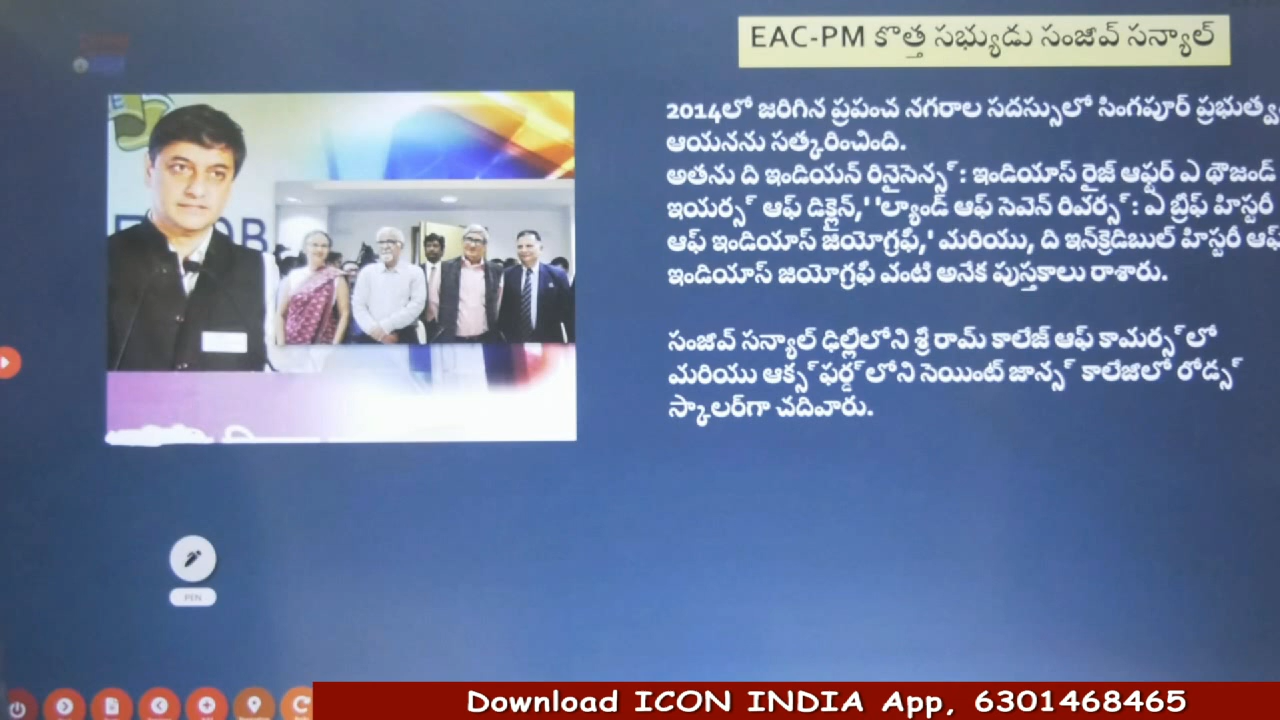 EAC-PM కొత్త సభ్యుడు సంజీవ్ సన్యాల్
2014లో జరిగిన ప్రపంచ నగరాల సదస్సులో సింగపూర్ ప్రభుత్వ
ఆయనను సత్కరించింది.
అతను ది ఇండియన్ రినైసెన్స్ : ఇండియాస్ రైజ్ ఆఫ్టర్ ఎ థౌజండ్
ఇయర్స్ ఆఫ్ డిక్లైన్,' 'ల్యాండ్ ఆఫ్ సెవెన్ రివర్స్ : ఏ బ్రీఫ్ హిస్టరీ
ఆఫ్ ఇండియాస్ జియోగ్రఫీ,' మరియు, ది ఇన్‌క్రెడిబుల్ హిస్టరీ ఆఫ్
ఇండియాస్ జియోగ్రఫీ వంటి అనేక పుస్తకాలు రాశారు.
సంజీవ్ సన్యాల్ ఢిల్లీలోని శ్రీ రామ్ కాలేజ్ ఆఫ్ కామర్స్ లో
మరియు ఆక్స్ ఫర్డ్ లోని సెయింట్ జాన్స్ కాలేజీలో రోడ్స్
స్కాలర్‌గా చదివారు.
PEN
Download ICON INDIA App, 6301468465